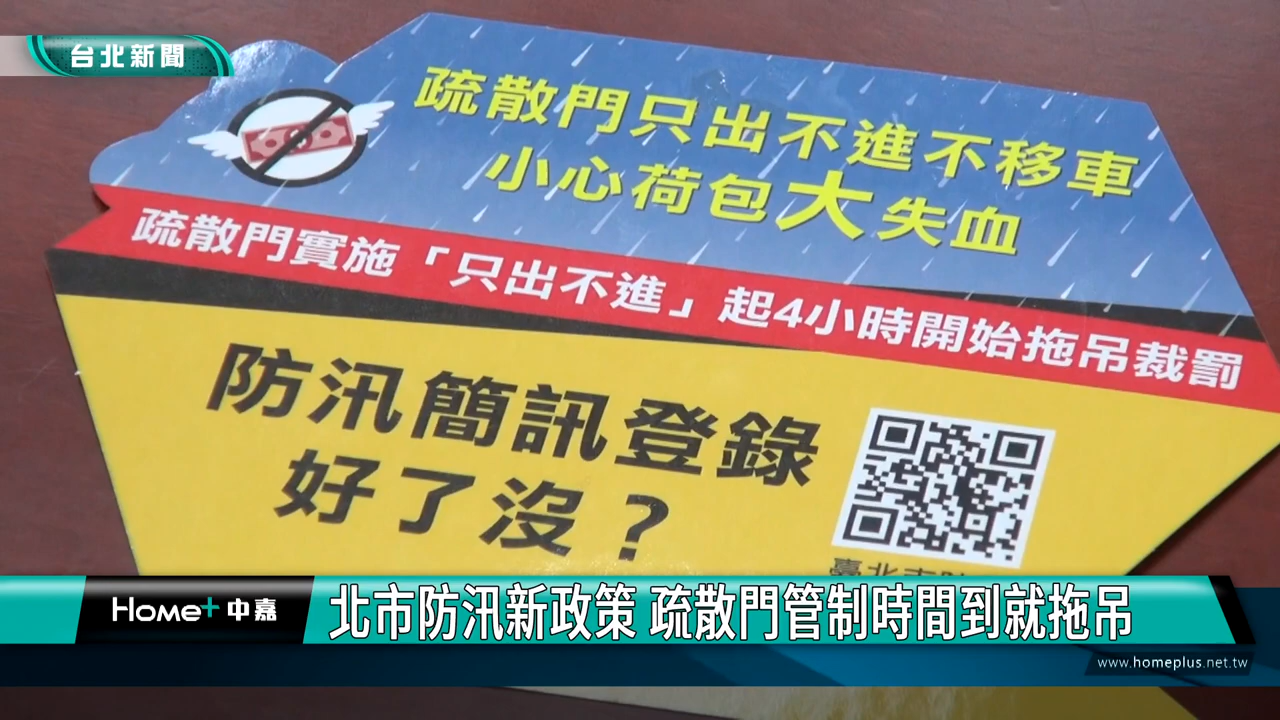 台北新聞
疏散門只出不進不移車
小心荷包大失血
疏散門實施「只出不進」起4小時開始拖吊裁罰
防汛簡訊登錄
好了沒？
Home+中嘉
北市防汛新政策 疏散門管制時間到就拖吊
www.homeplus.net.tw